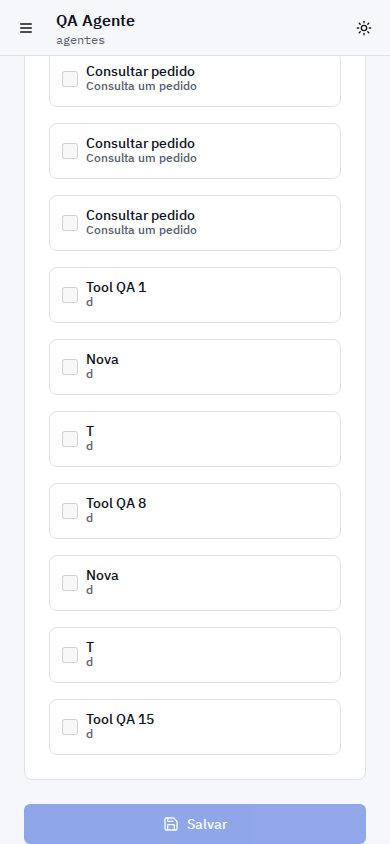 QA Agente
agentes
Consultar pedido
Consulta um pedido
Consultar pedido
Consulta um pedido
Consultar pedido
Consulta um pedido
Tool QA 1
d
Nova
d
T
d
Tool QA 8
d
Nova
d
T
d
Tool QA 15
d
Salvar